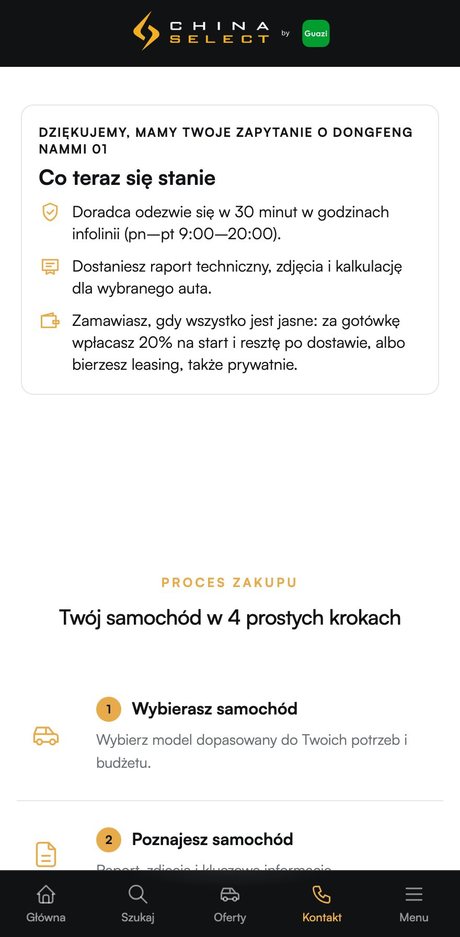 CHINA
SELECT
by
Guazi
DZIĘKUJEMY, MAMY TWOJE ZAPYTANIE O DONGFENG
NAMMI 01
Co teraz się stanie
Doradca odezwie się w 30 minut w godzinach
infolinii (pn—pt 9:00—20:00).
Dostaniesz raport techniczny, zdjęcia i kalkulację
dla wybranego auta.
Zamawiasz, gdy wszystko jest jasne: za gotówkę
wpłacasz 20% na start i resztę po dostawie, albo
bierzesz leasing, także prywatnie.
PROCES ZAKUPU
Twój samochód w 4 prostych krokach
1 Wybierasz samochód
Wybierz model dopasowany do Twoich potrzeb i
budżetu.
2 Poznajesz samochód
Raport, zdjęcia i kluczowe informacje
Główna
Szukaj
Oferty
Kontakt
Menu